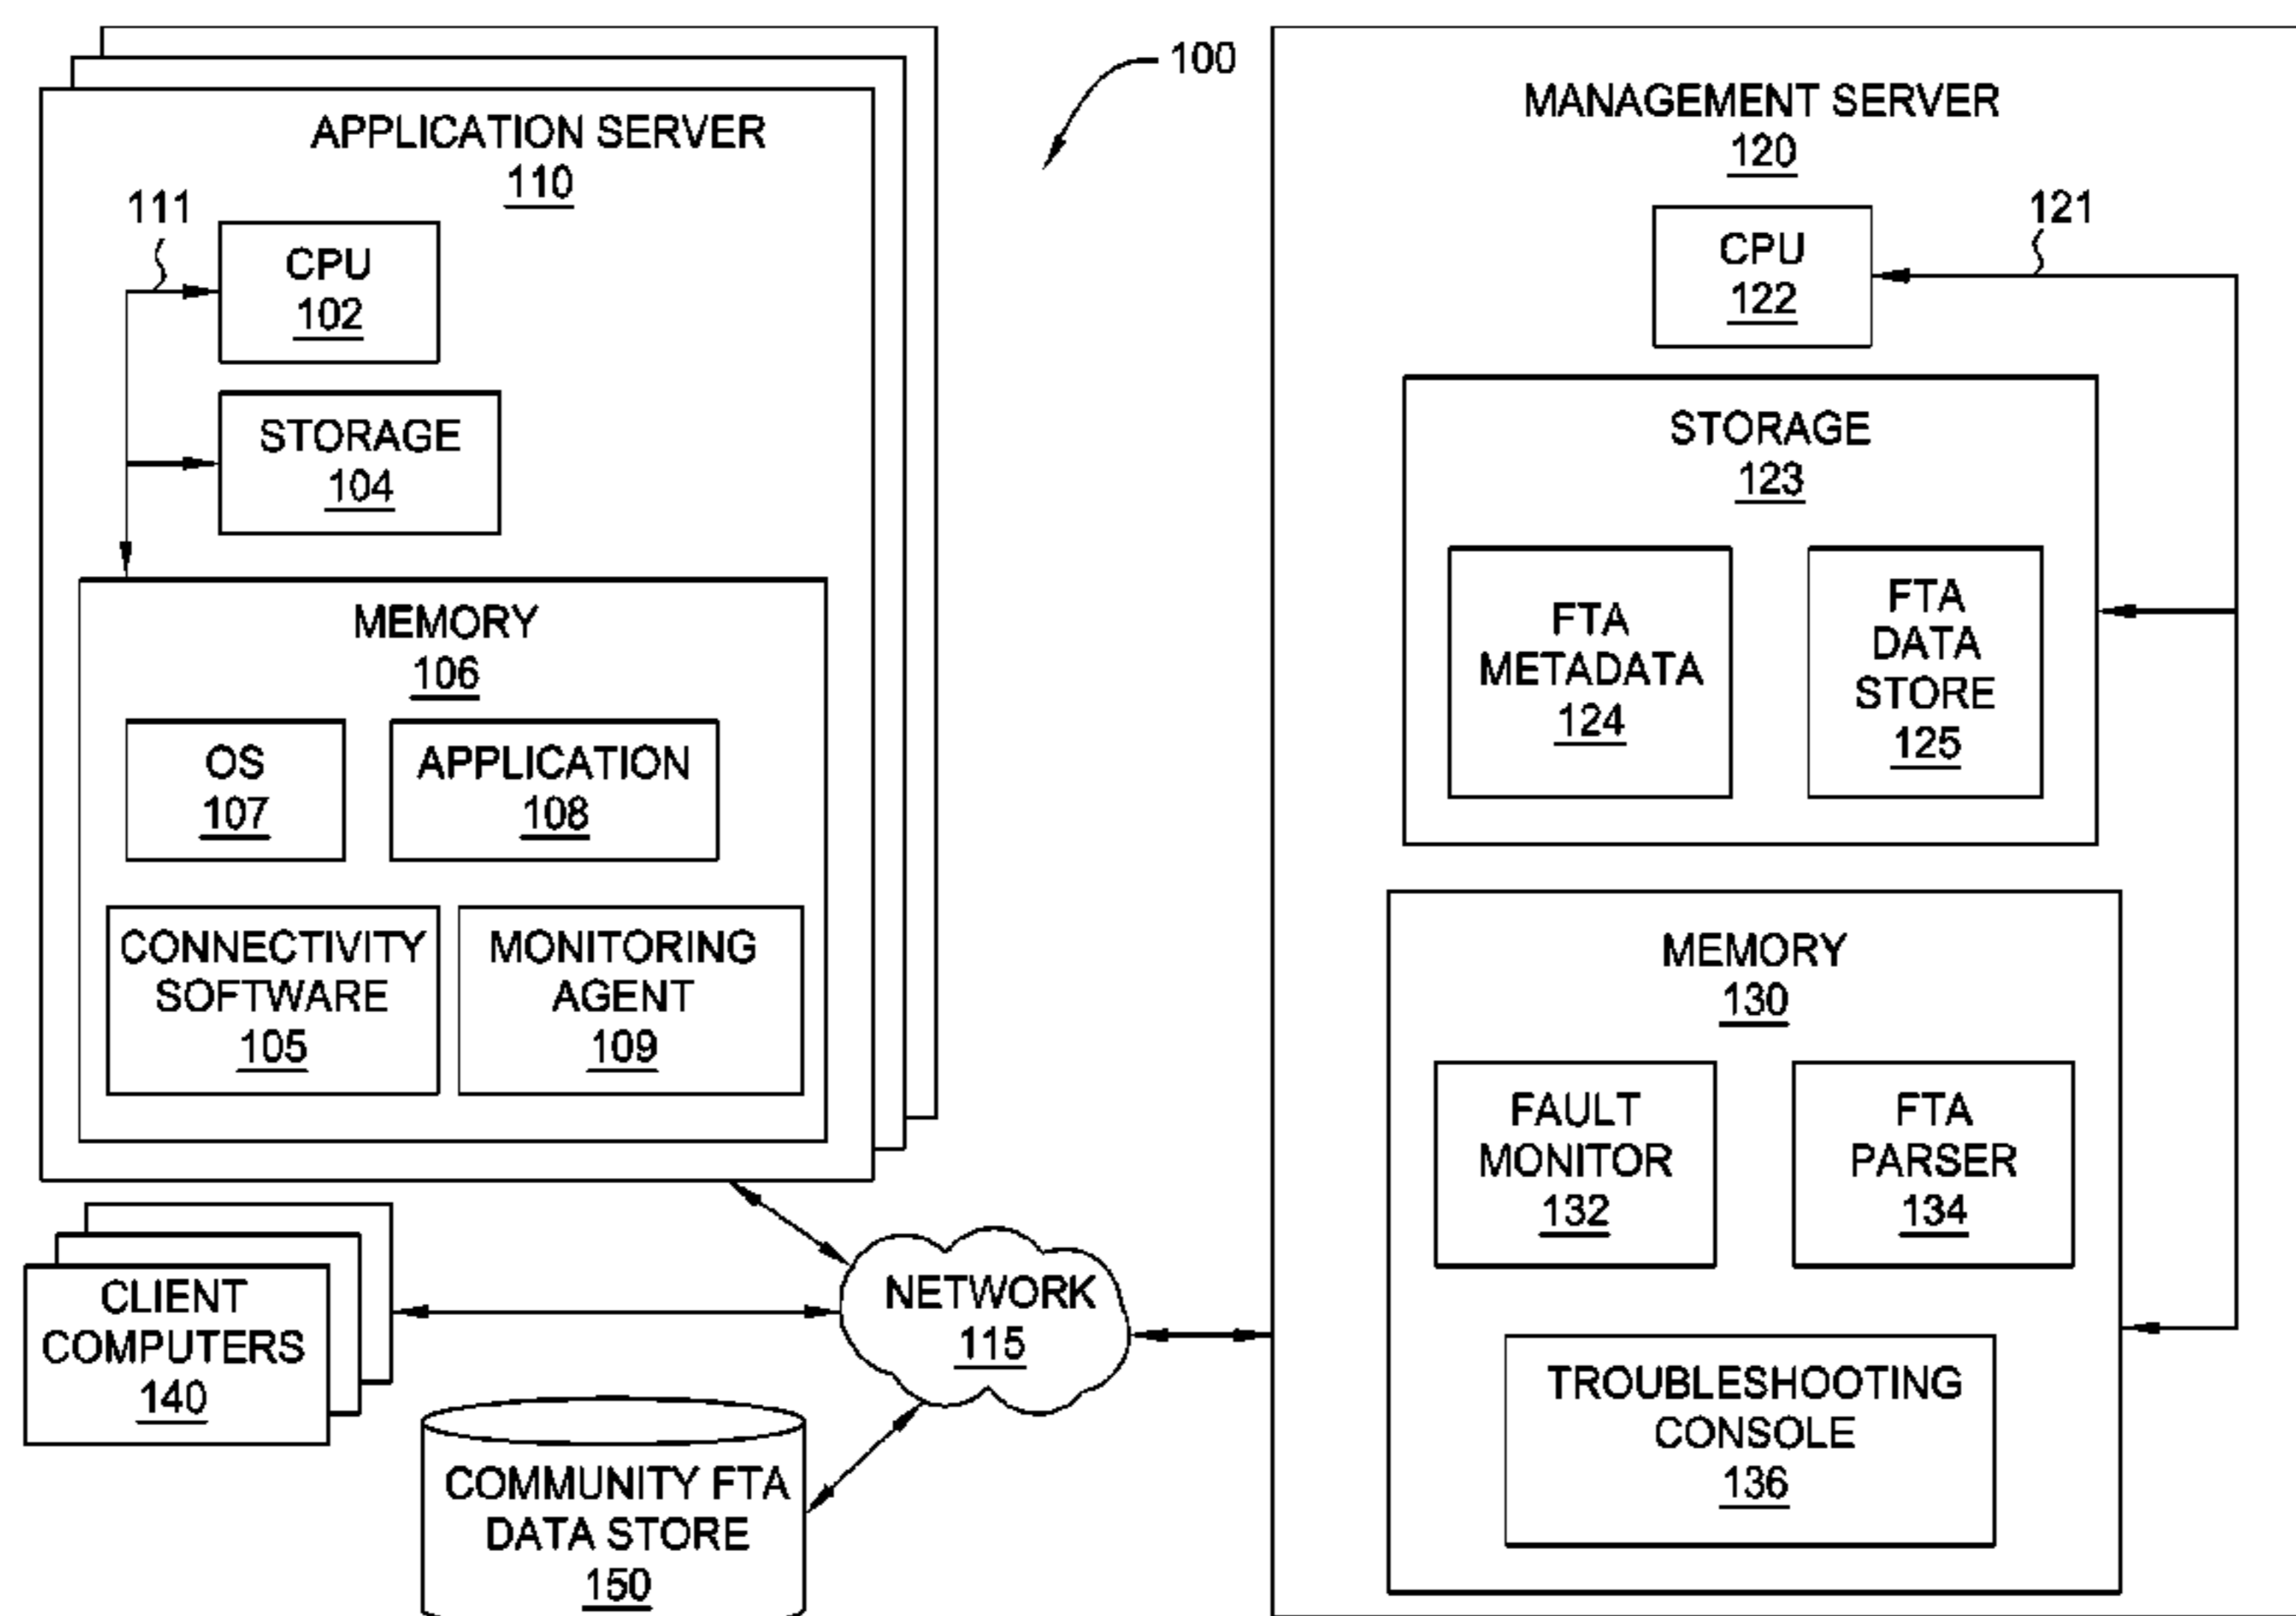 100
APPLICATION SERVER
110
111
CPU
102
STORAGE
104
MEMORY
106
OS
107
APPLICATION
108
CONNECTIVITY
SOFTWARE
105
MONITORING
AGENT
109
CLIENT
COMPUTERS
140
NETWORK
115
COMMUNITY FTA
DATA STORE
150
MANAGEMENT SERVER
120
CPU
122
121
STORAGE
123
FTA
METADATA
124
FTA
DATA
STORE
125
MEMORY
130
FAULT
MONITOR
132
FTA
PARSER
134
TROUBLESHOOTING
CONSOLE
136